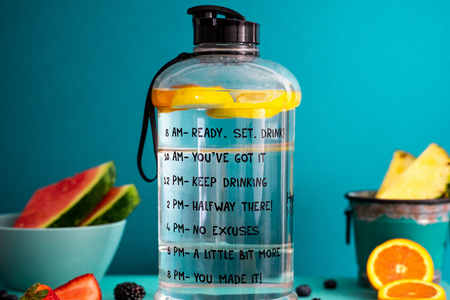 8 AM- READY. SET. DRINK!
10 AM- YOU'VE GOT IT
12 PM- KEEP DRINKING
2 PM- HALFWAY THERE!
4 PM- NO EXCUSES
6 PM- A LITTLE BIT MORE
8 PM- YOU MADE IT!